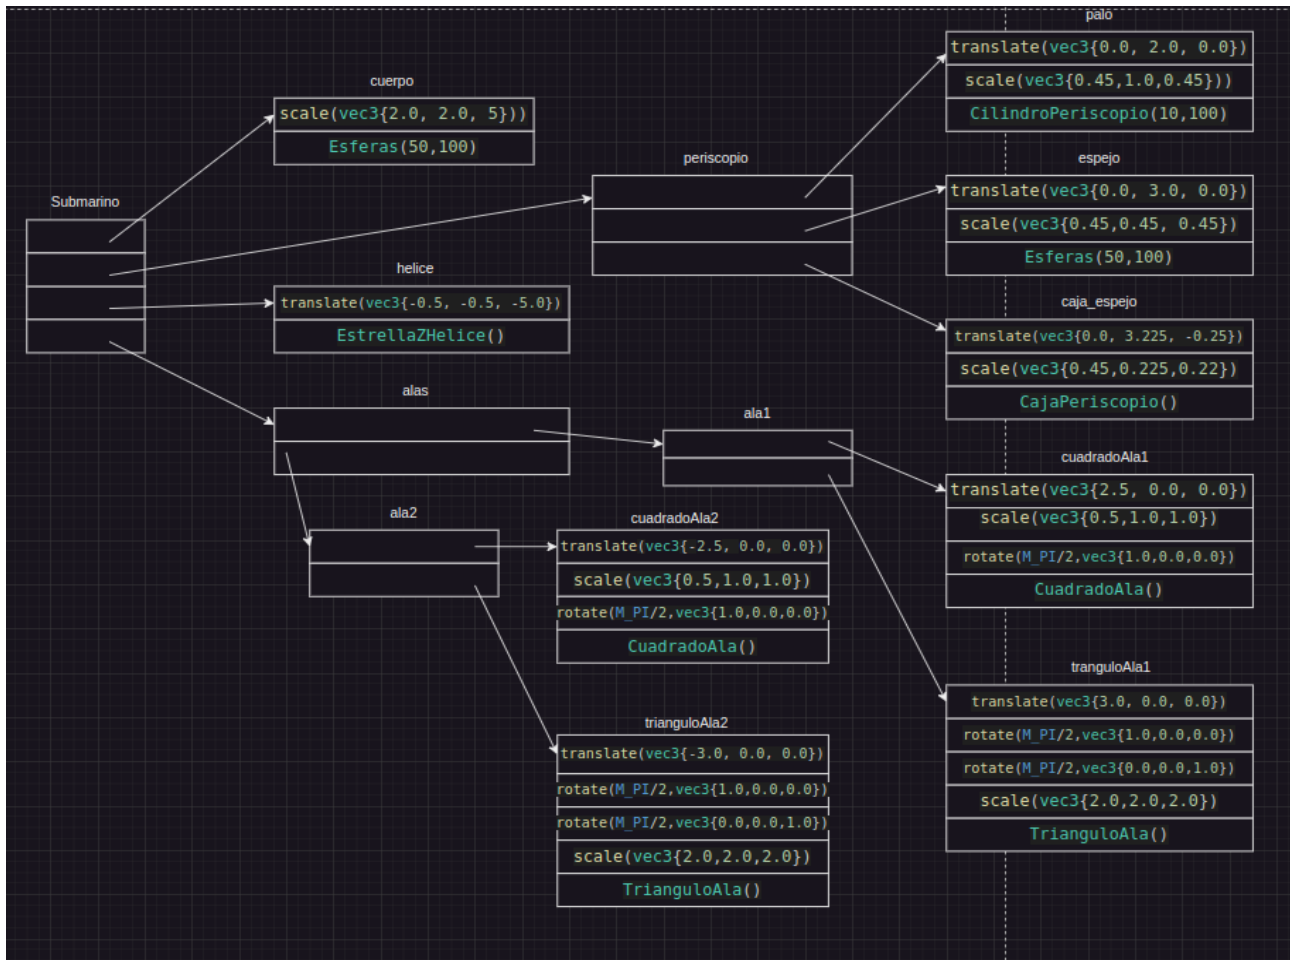 Submarino
cuerpo
scale(vec3{2.0, 2.0, 5}))
Esferas(50,100)
periscopio
palo
translate(vec3{0.0, 2.0, 0.0})
scale(vec3{0.45,1.0,0.45}))
CilindroPeriscopio(10,100)
espejo
translate(vec3{0.0, 3.0, 0.0})
scale(vec3{0.45,0.45, 0.45})
Esferas(50,100)
caja_espejo
translate(vec3{0.0, 3.225, -0.25})
scale(vec3{0.45,0.225,0.22})
CajaPeriscopio()
helice
translate(vec3{-0.5, -0.5, -5.0})
EstrellaZHelice()
alas
ala1
cuadradoAla1
translate(vec3{2.5, 0.0, 0.0})
scale(vec3{0.5,1.0,1.0})
rotate(M_PI/2,vec3{1.0,0.0,0.0})
CuadradoAla()
tranguloAla1
translate(vec3{3.0, 0.0, 0.0})
rotate(M_PI/2,vec3{1.0,0.0,0.0})
rotate(M_PI/2,vec3{0.0,0.0,1.0})
scale(vec3{2.0,2.0,2.0})
TrianguloAla()
ala2
cuadradoAla2
translate(vec3{-2.5, 0.0, 0.0})
scale(vec3{0.5,1.0,1.0})
rotate(M_PI/2,vec3{1.0,0.0,0.0})
CuadradoAla()
trianguloAla2
translate(vec3{-3.0, 0.0, 0.0})
rotate(M_PI/2,vec3{1.0,0.0,0.0})
rotate(M_PI/2,vec3{0.0,0.0,1.0})
scale(vec3{2.0,2.0,2.0})
TrianguloAla()